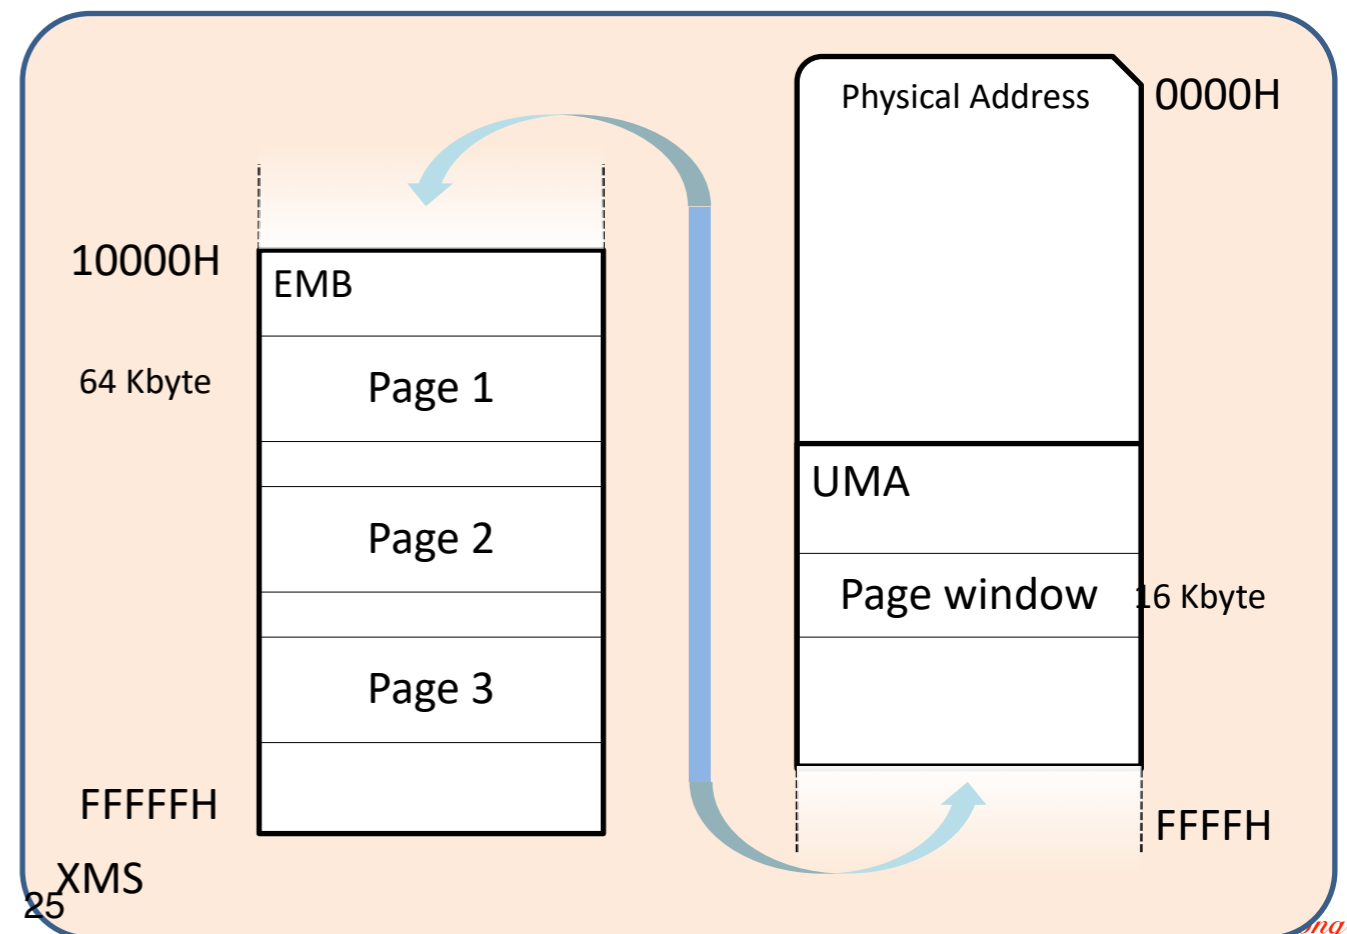 Physical Address
0000H
10000H
EMB
64 Kbyte
Page 1
UMA
Page 2
Page window
16 Kbyte
Page 3
FFFFFH
FFFFH
XMS
25